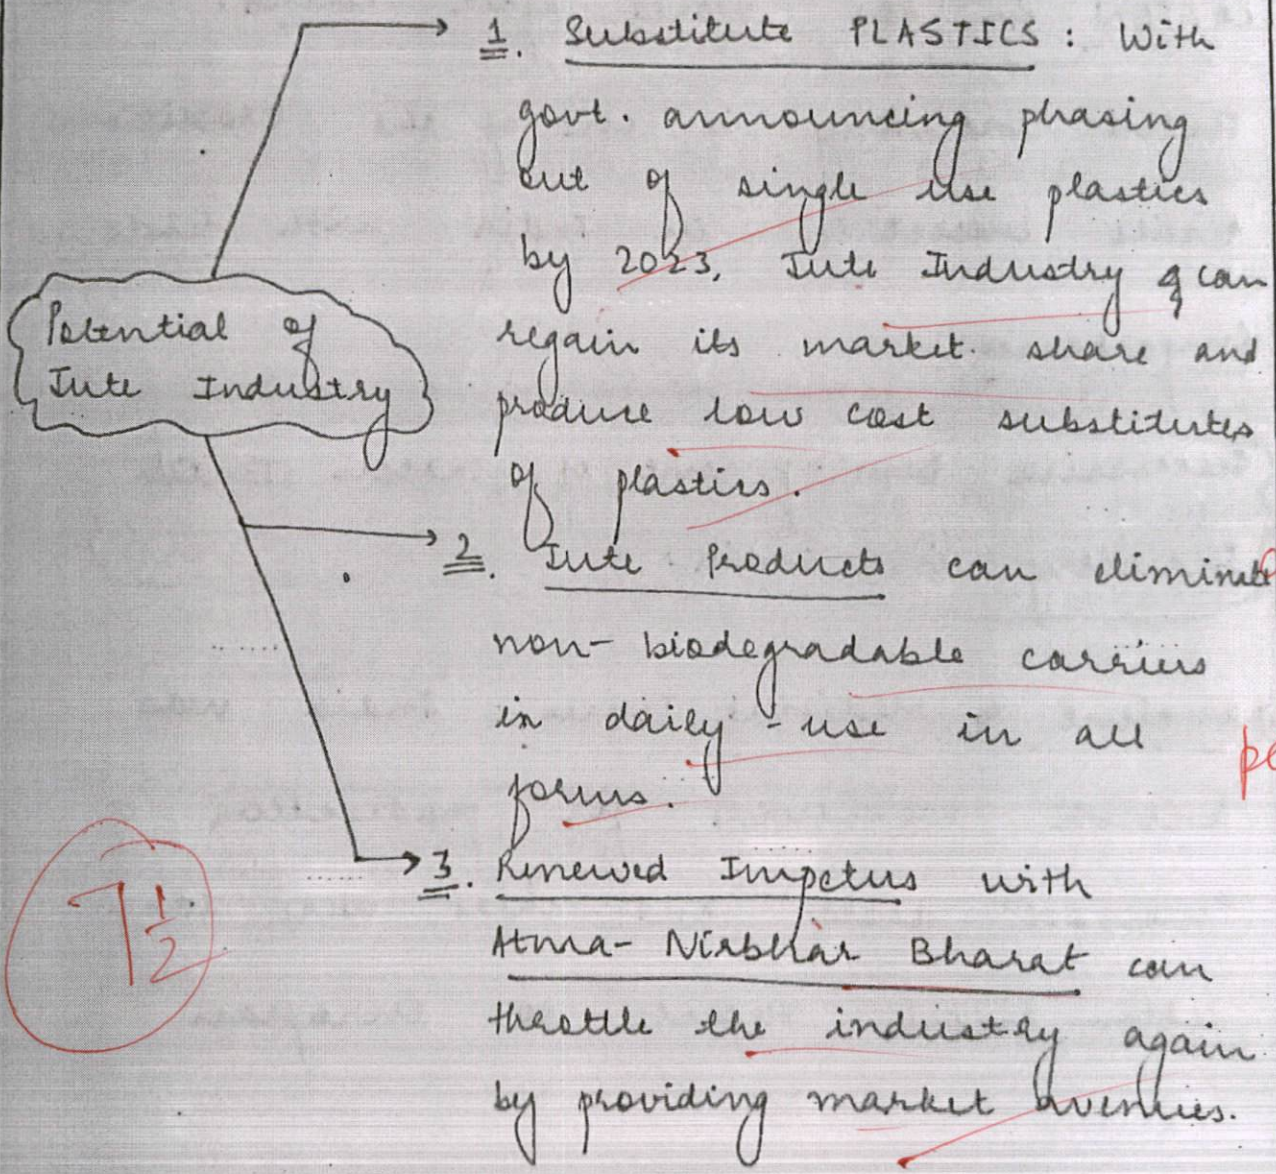 1. Substitute PLASTICS : With
govt. announcing phasing
out of single use plastics
by 2023, Jute Industry can
regain its market share and
produce low cost substitutes
of plastics.
Potential of
Jute Industry
2. Jute Products can eliminate
non-biodegradable carriers
in daily-use in all
forms.
3. Renewed Impetus with
Atma-Nirbhar Bharat can
throttle the industry again
by providing market avenues.
7 1/2